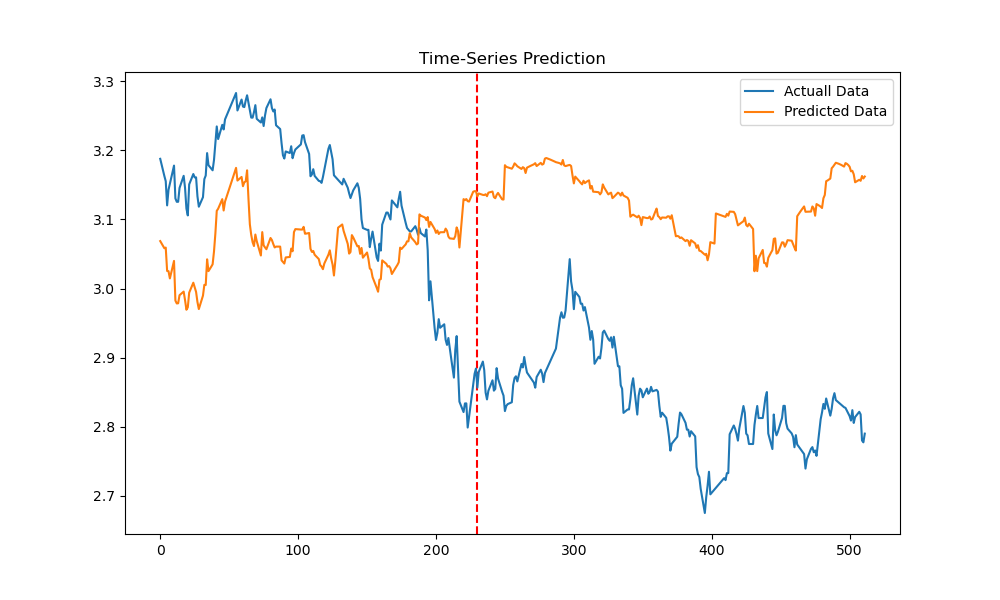 Time-Series Prediction
3.3
3.2
3.1
3.0
2.9
2.8
2.7
0 100 200 300 400 500
Actuall Data
Predicted Data